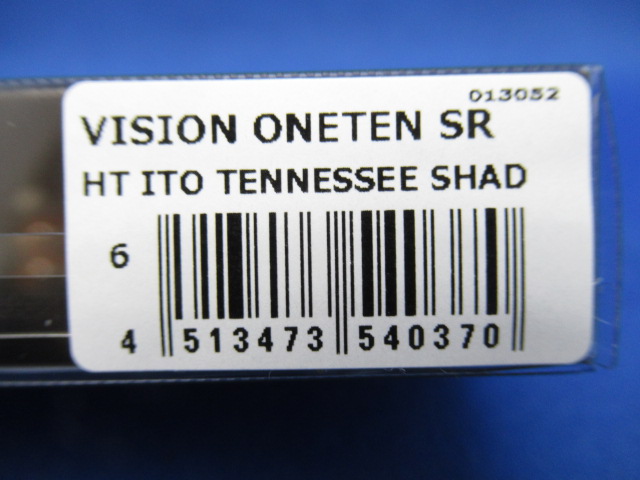 013052
VISION ONETEN SR
HT ITO TENNESSEE SHAD
6
4 513473 540370